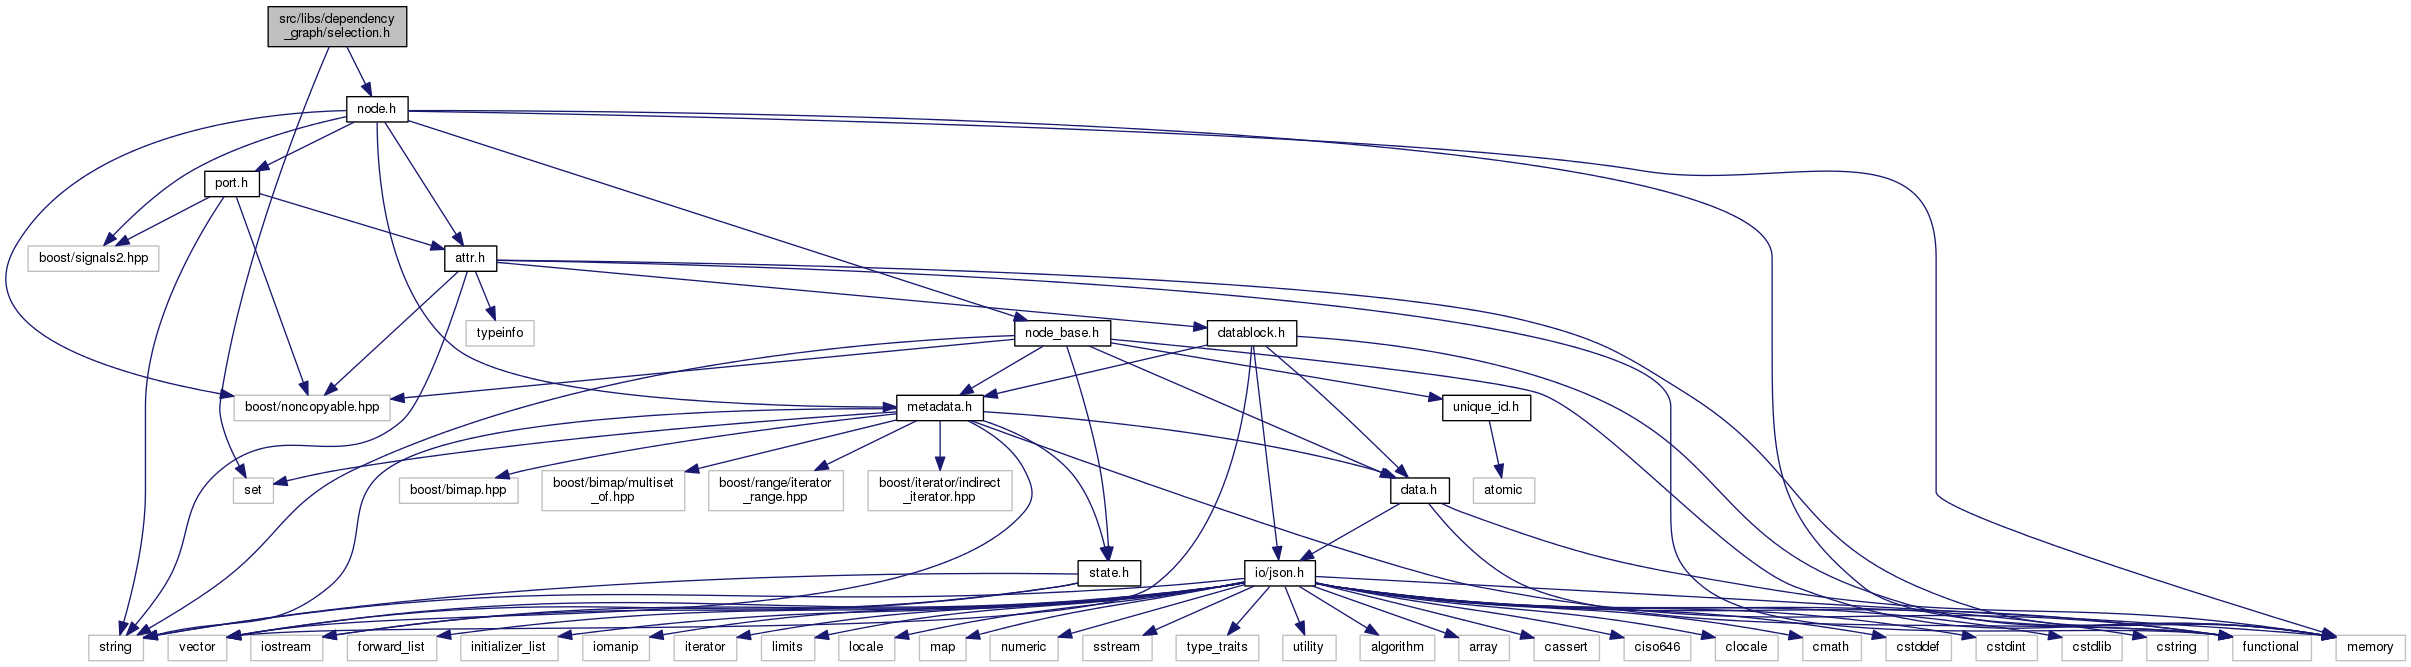 src/libs/dependency
_graph/selection.h
node.h
port.h
boost/signals2.hpp
attr.h
typeinfo
node_base.h
datablock.h
boost/noncopyable.hpp
metadata.h
unique_id.h
set
boost/bimap.hpp
boost/bimap/multiset
_of.hpp
boost/range/iterator
_range.hpp
boost/iterator/indirect
_iterator.hpp
data.h
atomic
state.h
io/json.h
string
vector
iostream
forward_list
initializer_list
iomanip
iterator
limits
locale
map
numeric
sstream
type_traits
utility
algorithm
array
cassert
ciso646
clocale
cmath
cstddef
cstdint
cstdlib
cstring
functional
memory